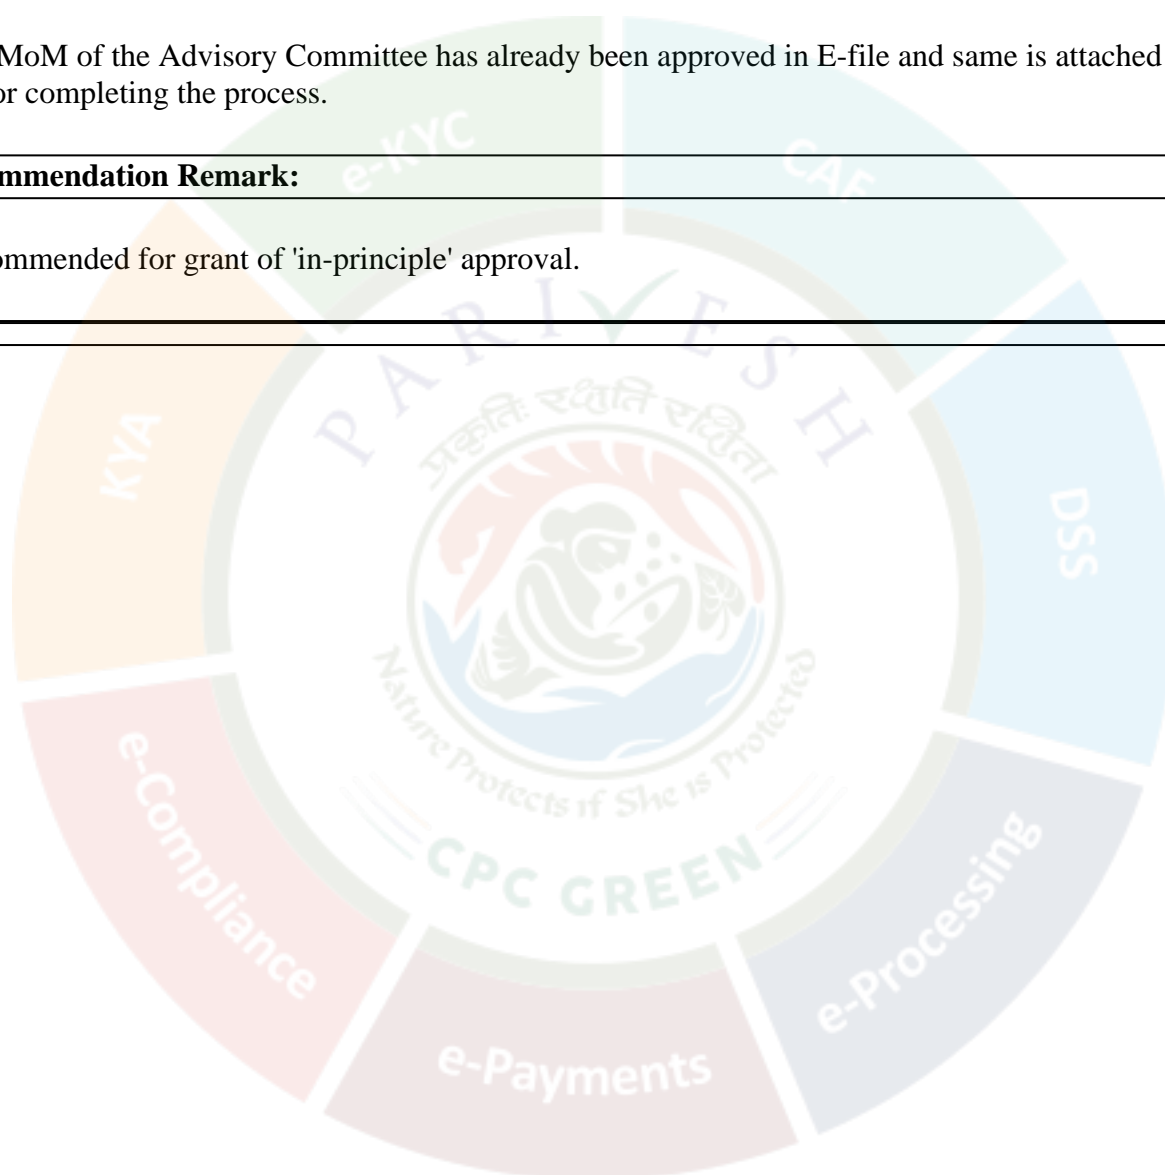 MoM of the Advisory Committee has already been approved in E-file and same is attached
or completing the process.
mmendation Remark:
ommended for grant of 'in-principle' approval.
e-KYC
CAF
KYA
PARIVESH
प्रकृतिः रक्षति रक्षिता
DSS
Nature Protects if She is Protected
e-Compliance
CPC GREEN
e-Processing
e-Payments